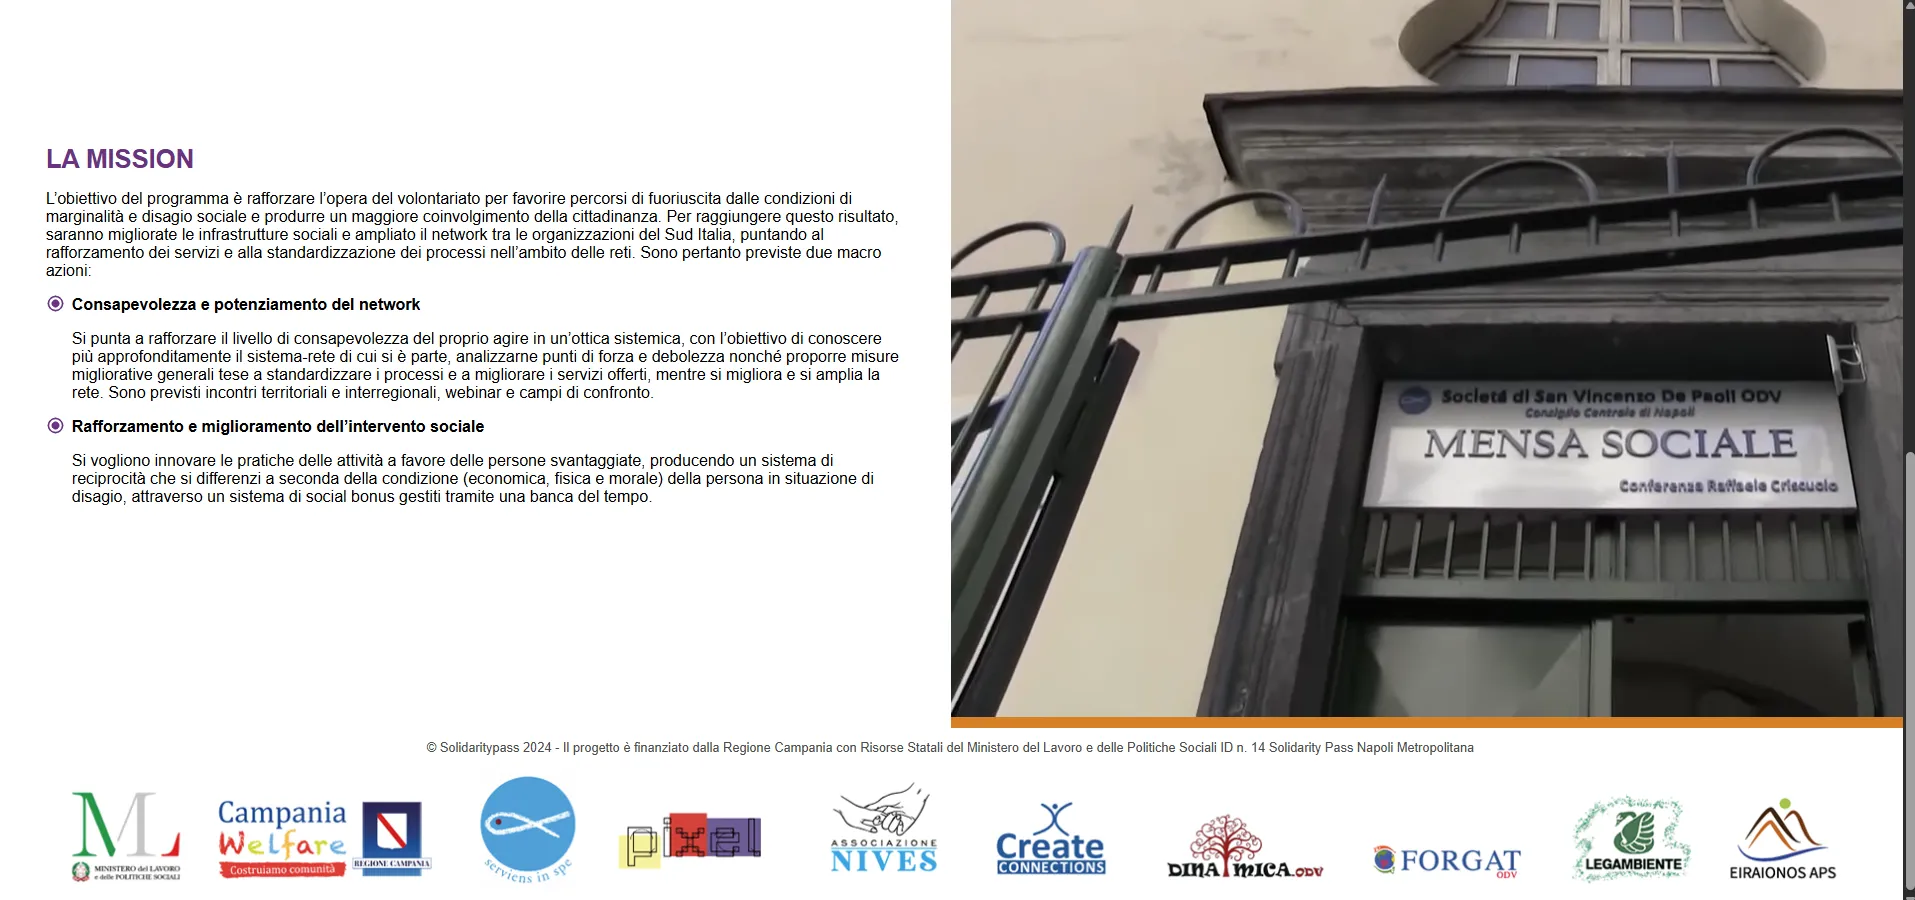 LA MISSION
L’obiettivo del programma è rafforzare l’opera del volontariato per favorire percorsi di fuoriuscita dalle condizioni di
marginalità e disagio sociale e produrre un maggiore coinvolgimento della cittadinanza. Per raggiungere questo risultato,
saranno migliorate le infrastrutture sociali e ampliato il network tra le organizzazioni del Sud Italia, puntando al
rafforzamento dei servizi e alla standardizzazione dei processi nell’ambito delle reti. Sono pertanto previste due macro
azioni:
Consapevolezza e potenziamento del network
Si punta a rafforzare il livello di consapevolezza del proprio agire in un’ottica sistemica, con l’obiettivo di conoscere
più approfonditamente il sistema-rete di cui si è parte, analizzarne punti di forza e debolezza nonché proporre misure
migliorative generali tese a standardizzare i processi e a migliorare i servizi offerti, mentre si migliora e si amplia la
rete. Sono previsti incontri territoriali e interregionali, webinar e campi di confronto.
Rafforzamento e miglioramento dell’intervento sociale
Si vogliono innovare le pratiche delle attività a favore delle persone svantaggiate, producendo un sistema di
reciprocità che si differenzi a seconda della condizione (economica, fisica e morale) della persona in situazione di
disagio, attraverso un sistema di social bonus gestiti tramite una banca del tempo.
Società di San Vincenzo De Paoli ODV
Consiglio Centrale di Napoli
MENSA SOCIALE
Conferenza Raffaele Criscuolo
© Solidaritypass 2024 - Il progetto è finanziato dalla Regione Campania con Risorse Statali del Ministero del Lavoro e delle Politiche Sociali ID n. 14 Solidarity Pass Napoli Metropolitana
ML
MINISTERO del LAVORO
e delle POLITICHE SOCIALI
Campania
Welfare
Costruiamo comunità
REGIONE CAMPANIA
serviens in spe
pixel
ASSOCIAZIONE
NIVES
Create
CONNECTIONS
DINAMICA.ODV
FORGAT
ODV
LEGAMBIENTE
EIRAIONOS APS